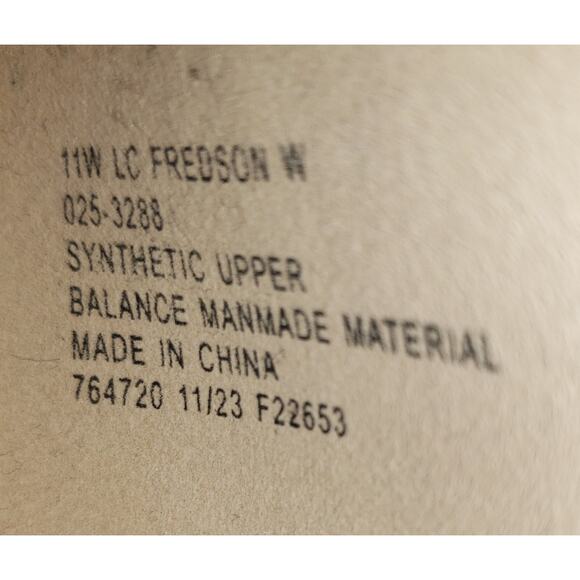 11W LC FREDSON W
025-3288
SYNTHETIC UPPER
BALANCE MANMADE MATERIAL
MADE IN CHINA
764720 11/23 F22653